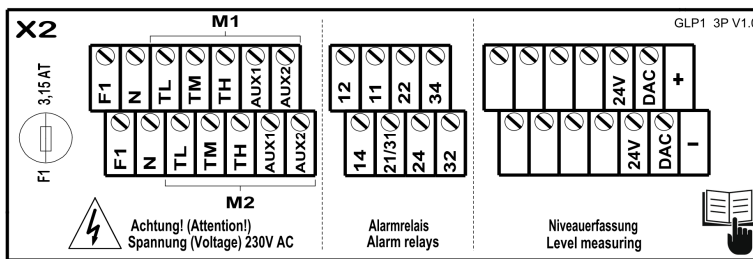 X2
M1
GLP1 3P V1.0
F1 3,15 AT
F1 N TL TM TH AUX1 AUX2
12 11 22 34
24V DAC +
F1 N TL TM TH AUX1 AUX2
14 21/31 24 32
24V DAC -
M2
Achtung! (Attention!)
Spannung (Voltage) 230V AC
Alarmrelais
Alarm relays
Niveauerfassung
Level measuring